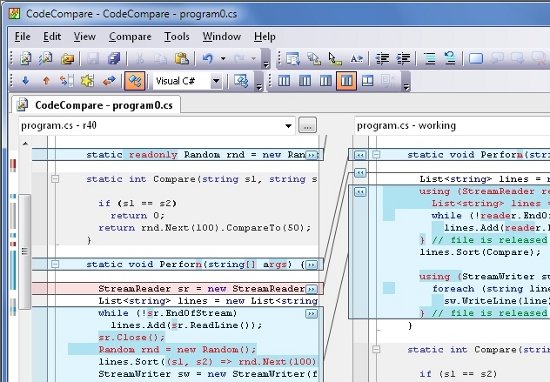 CodeCompare - CodeCompare - program0.cs
File Edit View Compare Tools Window Help
Visual C#
CodeCompare - program0.cs
program.cs - r40
...
program.cs - working
static readonly Random rnd = new Ran
static int Compare(string s1, string s
if (s1 == s2)
return 0;
return rnd.Next(100).CompareTo(50);
}
static void Perform(string[] args) {
StreamReader sr = new StreamReader
List<string> lines = new List<string
while (!sr.EndOfStream)
lines.Add(sr.ReadLine());
sr.Close();
Random rnd = new Random();
lines.Sort((s1, s2) => rnd.Next(100)
StreamWriter sw = new StreamWriter(f
static void Perform(string
List<string> lines = n
using (StreamReader re
List<string> lines =
while (!reader.EndOf
lines.Add(reader.R
} // file is released
lines.Sort(Compare);
using (StreamWriter sw
foreach (string line
sw.WriteLine(line)
} // file is released
}
static int Compare(string
if (s1 == s2)